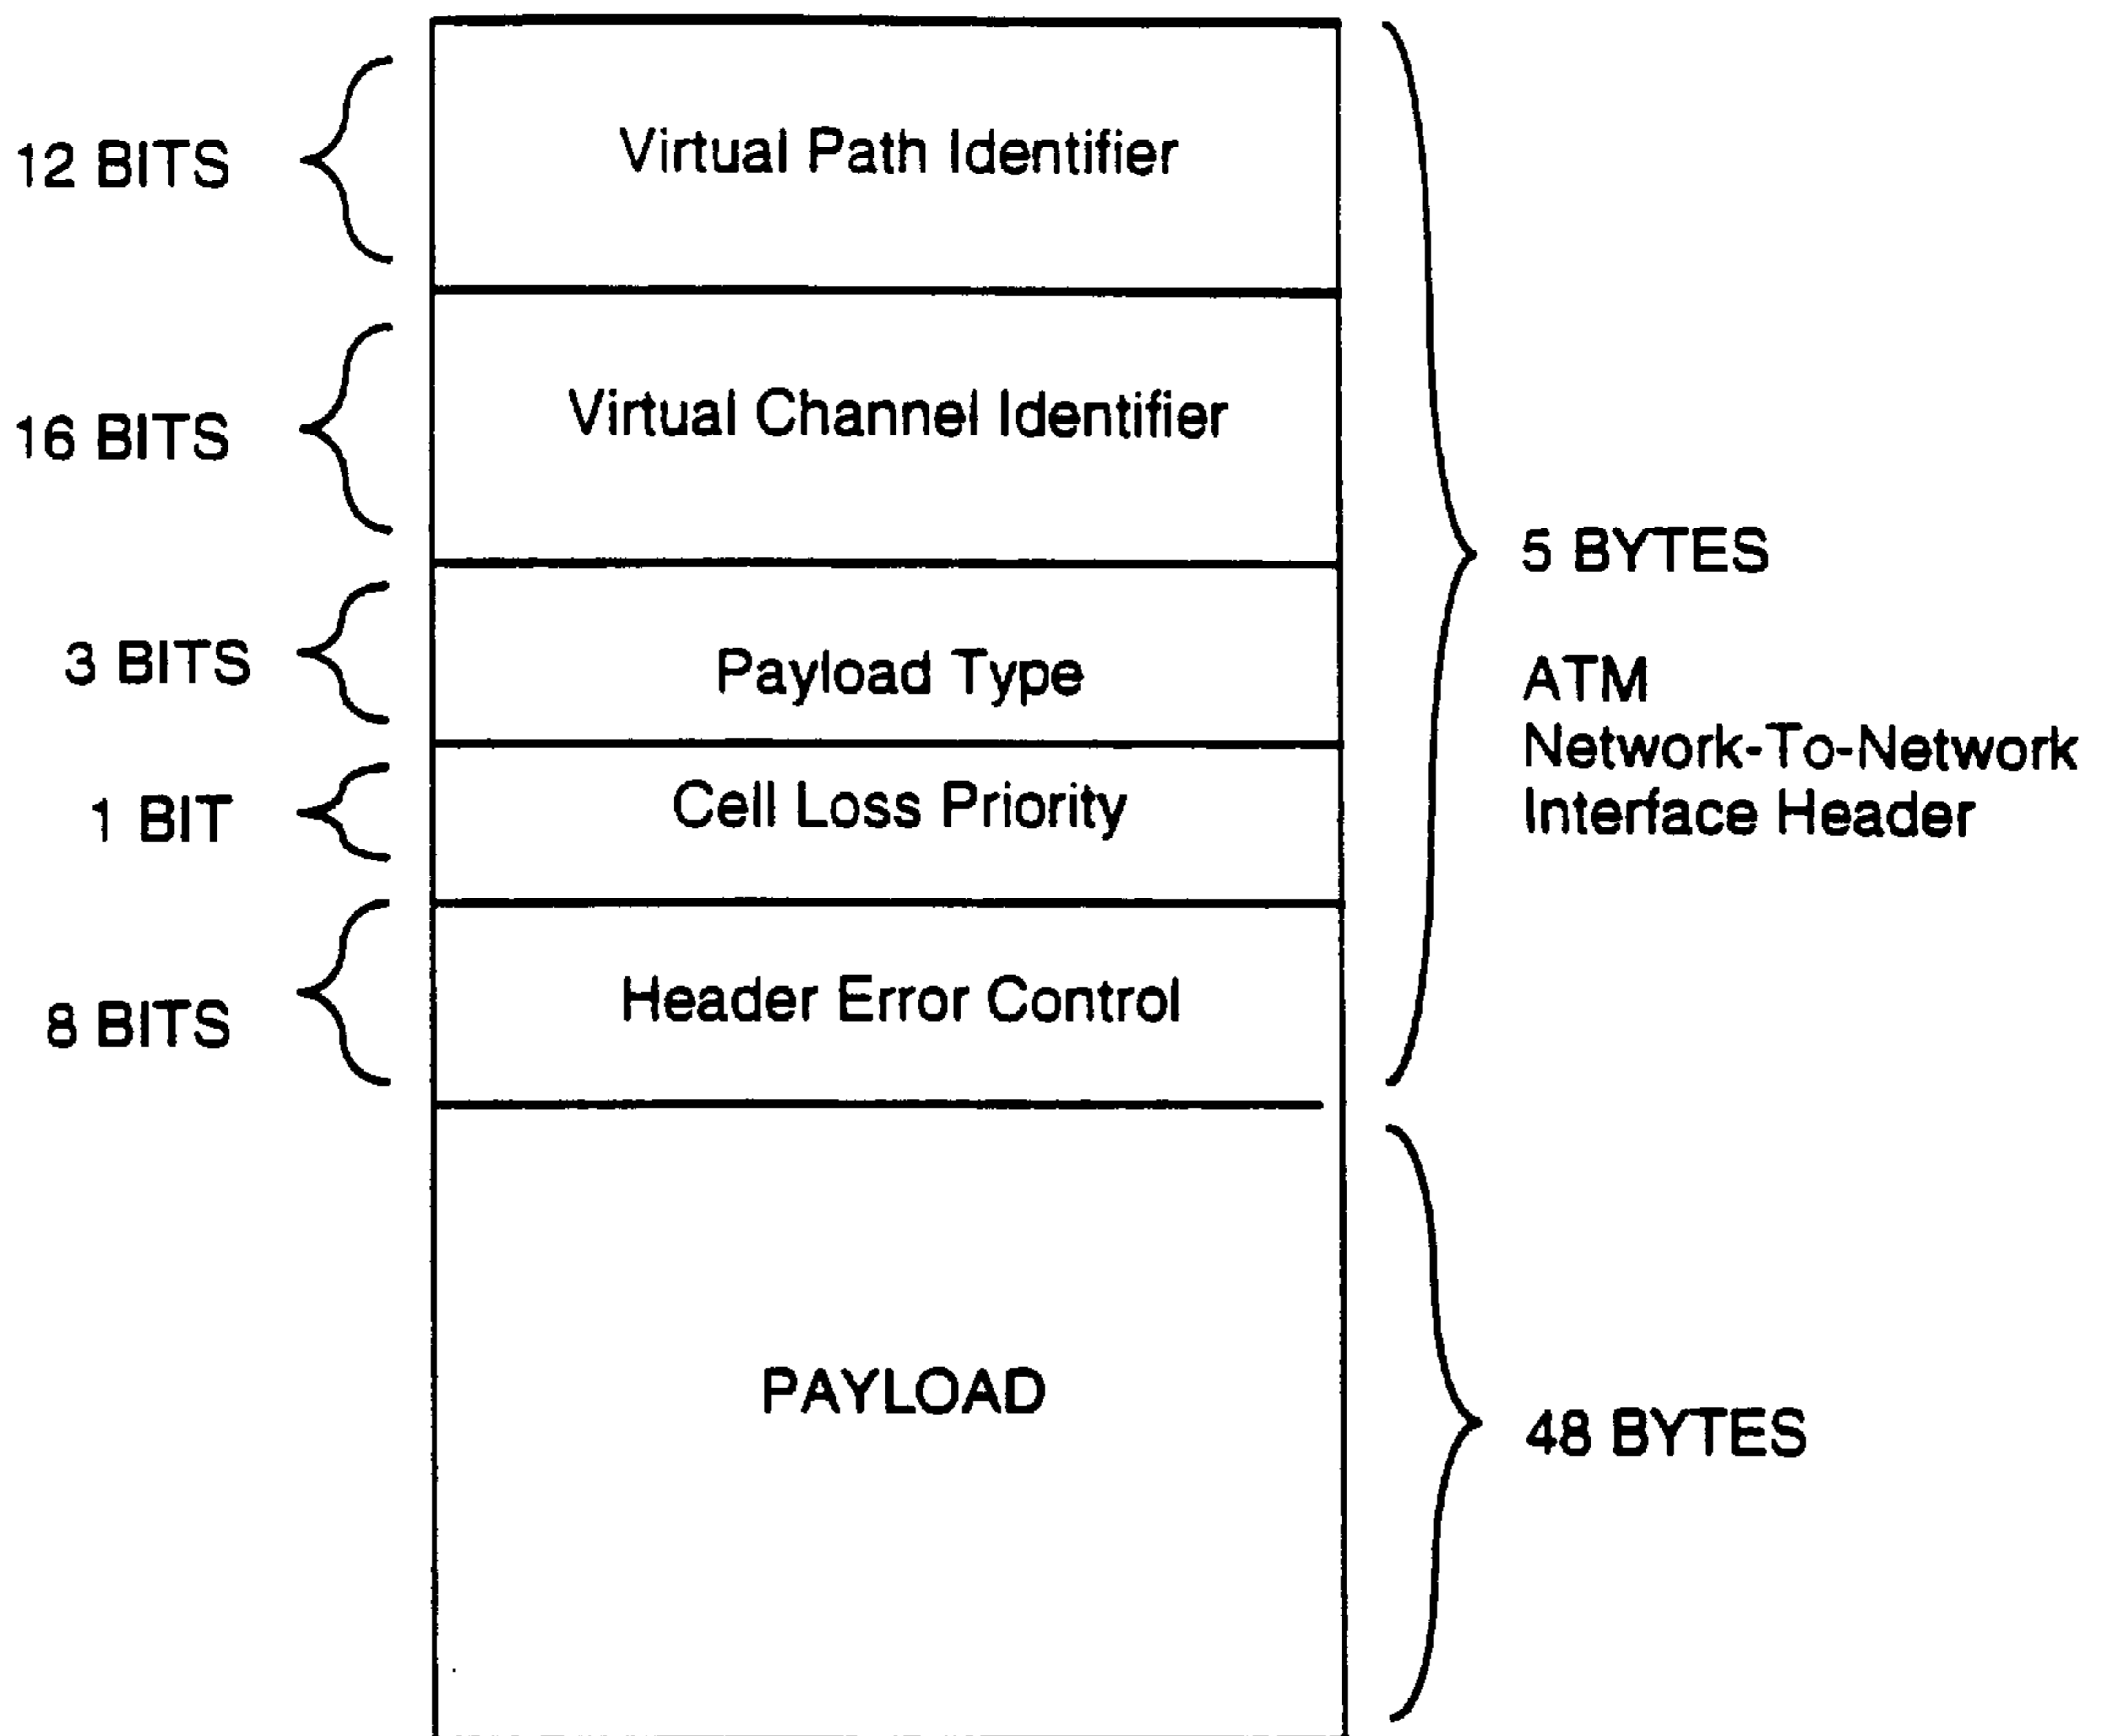 12 BITS
Virtual Path Identifier
16 BITS
Virtual Channel Identifier
3 BITS
Payload Type
1 BIT
Cell Loss Priority
8 BITS
Header Error Control
5 BYTES
ATM
Network-To-Network
Interface Header
PAYLOAD
48 BYTES